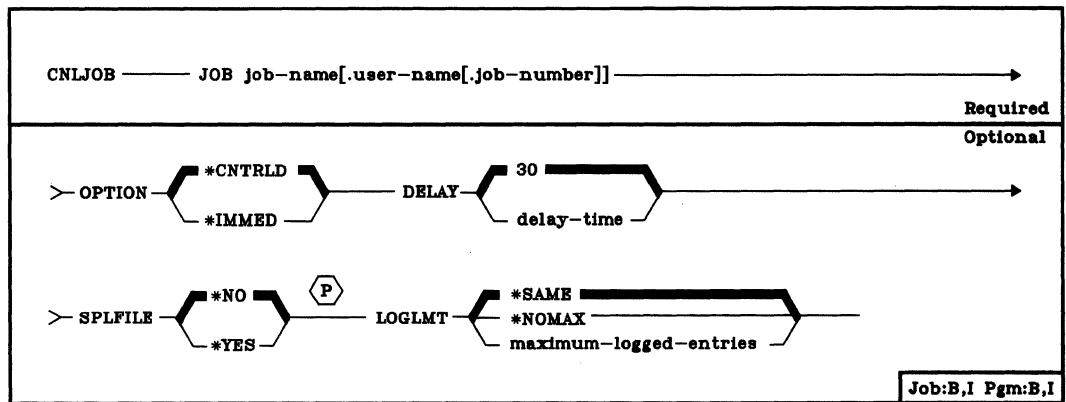 CNLJOB JOB job-name[.user-name[.job-number]]
Required
Optional
OPTION *CNTRLD *IMMED DELAY 30 delay-time
SPLFILE *NO *YES P LOGLMT *SAME *NOMAX maximum-logged-entries
Job:B,I Pgm:B,I